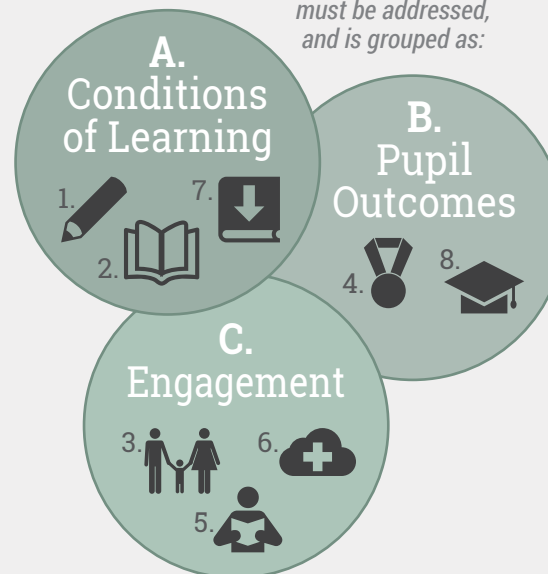 must be addressed,
and is grouped as:
A.
Conditions
of Learning
1.
7.
2.
B.
Pupil
Outcomes
4.
8.
C.
Engagement
3.
6.
5.